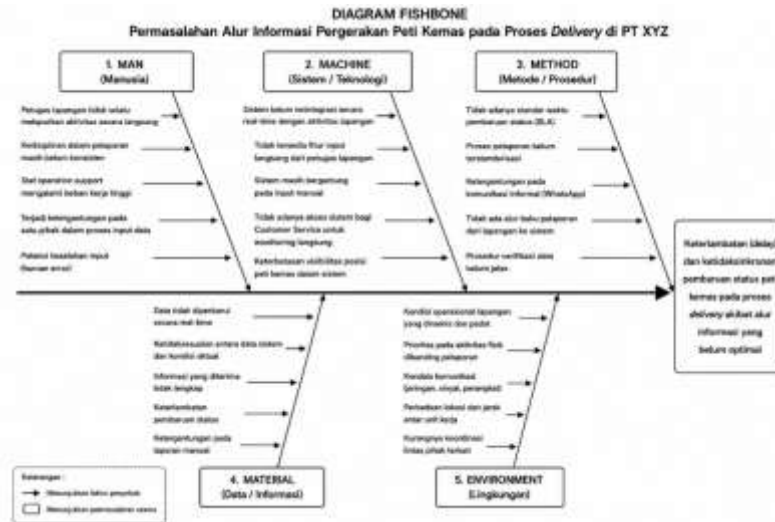 DIAGRAM FISHBONE
Permasalahan Alur Informasi Pergerakan Peti Kemas pada Proses Delivery di PT XYZ
1. MAN
(Manusia)
2. MACHINE
(Sistem / Teknologi)
3. METHOD
(Metode / Prosedur)
Petugas lapangan tidak selalu
melaporkan aktivitas secara langsung
Kedisiplinan dalam pelaporan
masih belum konsisten
Staf operation support
mengalami beban kerja tinggi
Terjadi ketergantungan pada
satu pihak dalam proses input data
Potensi kesalahan input
(human error)
Sistem belum terintegrasi secara
real-time dengan aktivitas lapangan
Tidak tersedia fitur input
langsung dari petugas lapangan
Sistem masih bergantung
pada input manual
Tidak adanya akses sistem bagi
Customer Service untuk
monitoring langsung
Keterbatasan visibilitas posisi
peti kemas dalam sistem
Tidak adanya standar waktu
pembaruan status (SLA)
Proses pelaporan belum
terstandarisasi
Ketergantungan pada
komunikasi informal (WhatsApp)
Tidak ada alur baku pelaporan
dari lapangan ke sistem
Prosedur verifikasi data
belum jelas
Keterlambatan (delay)
dan ketidaksinkronan
pembaruan status peti
kemas pada proses
delivery akibat alur
informasi yang
belum optimal
Data tidak diperbarui
secara real-time
Ketidaksesuaian antara data sistem
dan kondisi aktual
Informasi yang diterima
tidak lengkap
Keterlambatan
pembaruan status
Ketergantungan pada
laporan manual
Kondisi operasional lapangan
yang dinamis dan padat
Prioritas pada aktivitas fisik
dibanding pelaporan
Kendala komunikasi
(jaringan, sinyal, perangkat)
Perbedaan lokasi dan jarak
antar unit kerja
Kurangnya koordinasi
lintas pihak terkait
4. MATERIAL
(Data / Informasi)
5. ENVIRONMENT
(Lingkungan)
Keterangan :
Menunjukkan faktor penyebab
Menunjukkan permasalahan utama